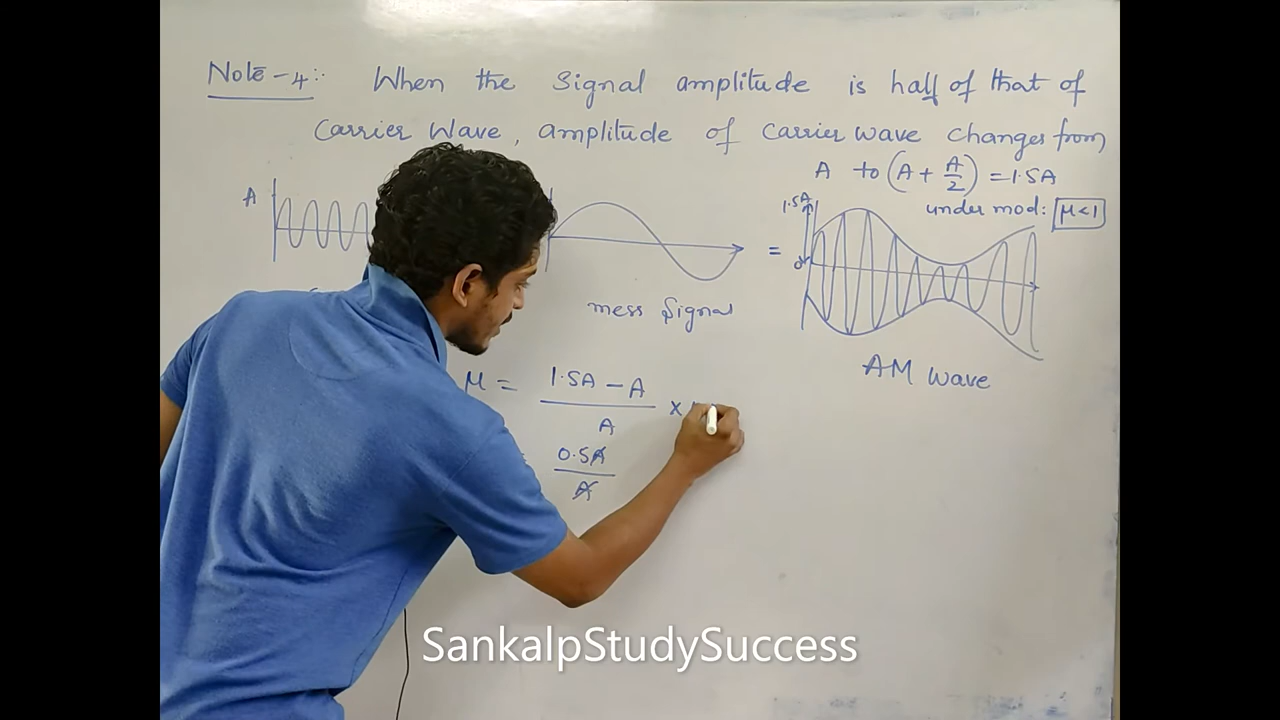 Note-4:- When the Signal amplitude is half of that of
Carrier Wave, amplitude of carrier wave changes from
A to (A + A/2) = 1.5A
under mod: μ<1
A
1.5A
=
0
mess Signal
AM Wave
μ = 1.5A - A / A ×
0.5A / A
SankalpStudySuccess